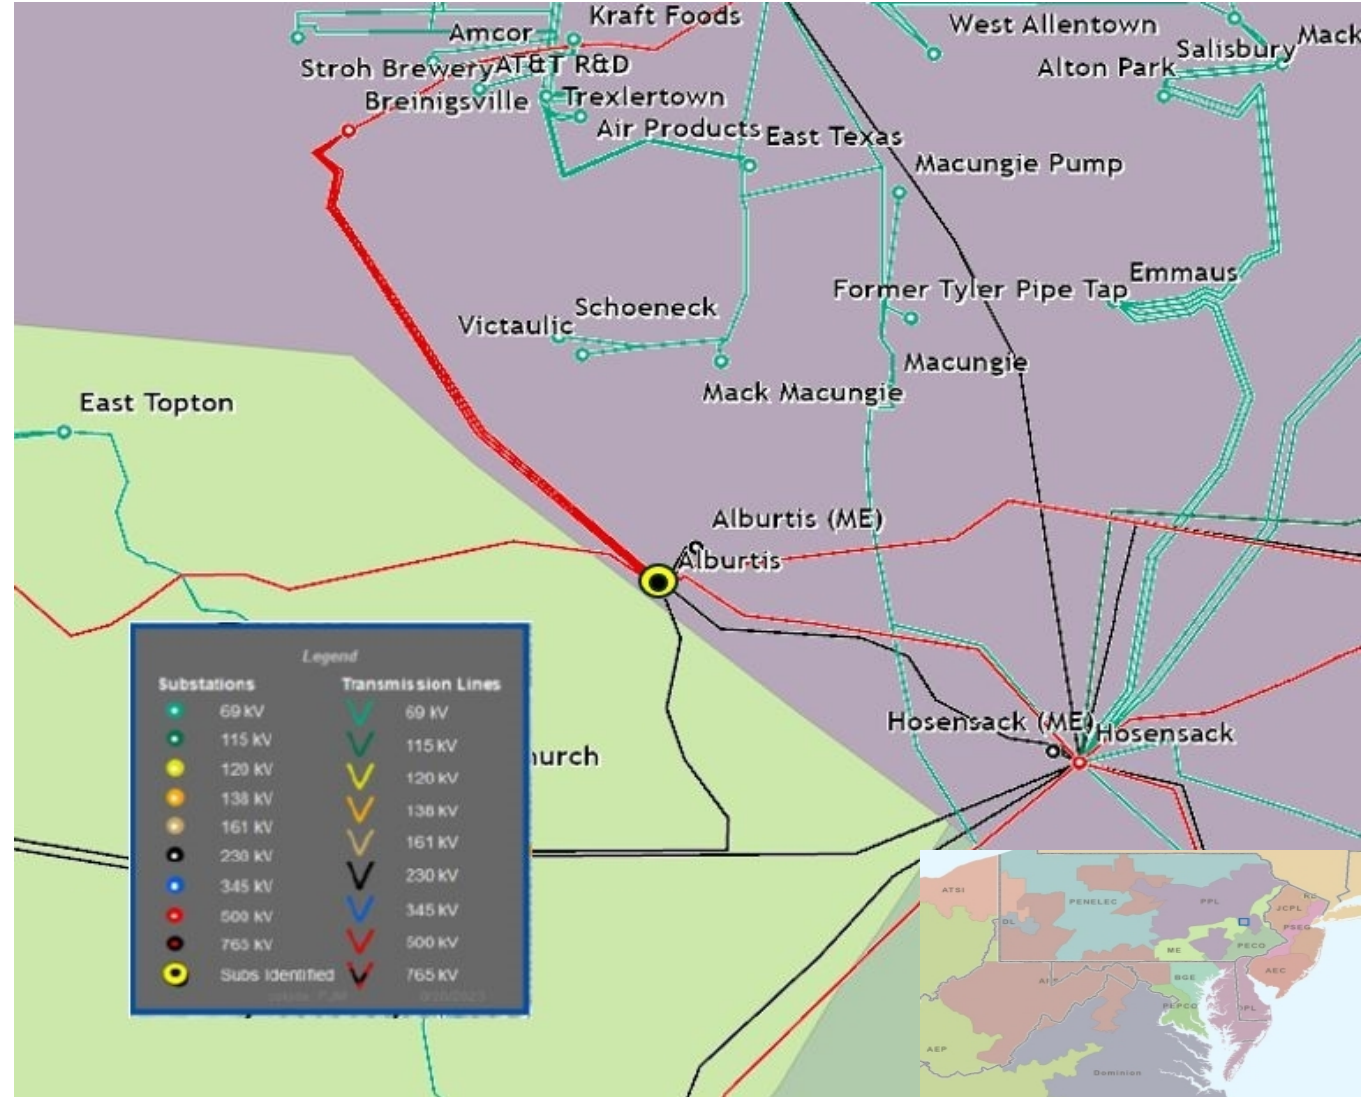 Kraft Foods
Amcor
West Allentown
Mack
Salisbury
Stroh Brewery
AT&T R&D
Alton Park
Breinigsville
Trexlertown
Air Products
East Texas
Macungie Pump
Emmaus
Former Tyler Pipe Tap
Schoeneck
Victaulic
Macungie
Mack Macungie
East Topton
Alburtis (ME)
Alburtis
Hosensack (ME)
Hosensack
urch
Legend
Substations
69 kV
115 kV
120 kV
138 kV
161 kV
230 kV
345 kV
500 kV
765 kV
Subs Identified
Transmission Lines
69 kV
115 kV
120 kV
138 kV
161 kV
230 kV
345 kV
500 kV
765 kV
ATSI
PENELEC
PPL
JCPL
DL
PSEG
ME
PECO
AEC
BGE
PEPCO
DPL
AEP
Dominion